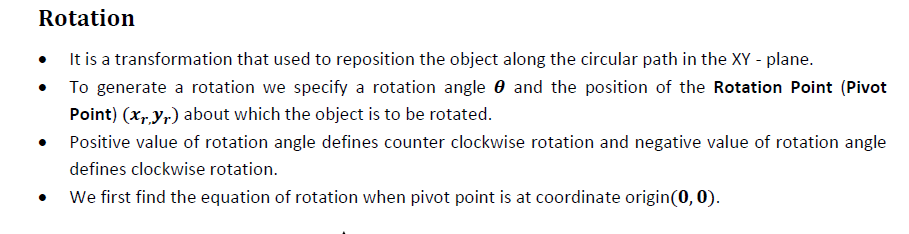 Rotation
• It is a transformation that used to reposition the object along the circular path in the XY - plane.
• To generate a rotation we specify a rotation angle θ and the position of the Rotation Point (Pivot
Point) (xᵣ,yᵣ) about which the object is to be rotated.
• Positive value of rotation angle defines counter clockwise rotation and negative value of rotation angle
defines clockwise rotation.
• We first find the equation of rotation when pivot point is at coordinate origin(0, 0).